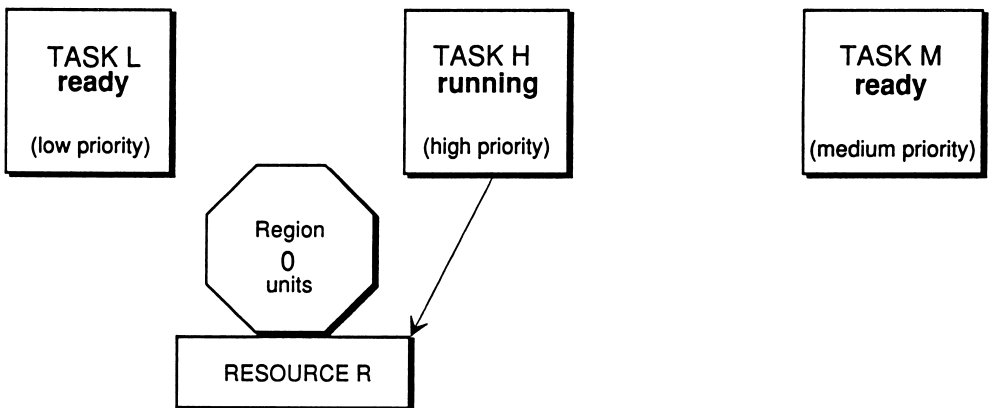 TASK L
ready
(low priority)
TASK H
running
(high priority)
TASK M
ready
(medium priority)
Region
0
units
RESOURCE R